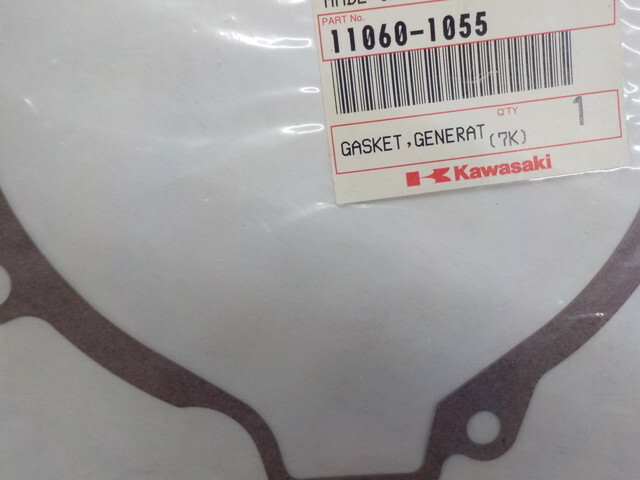 PART No.
11060-1055
Q'TY
1
GASKET,GENERAT (7K)
Kawasaki